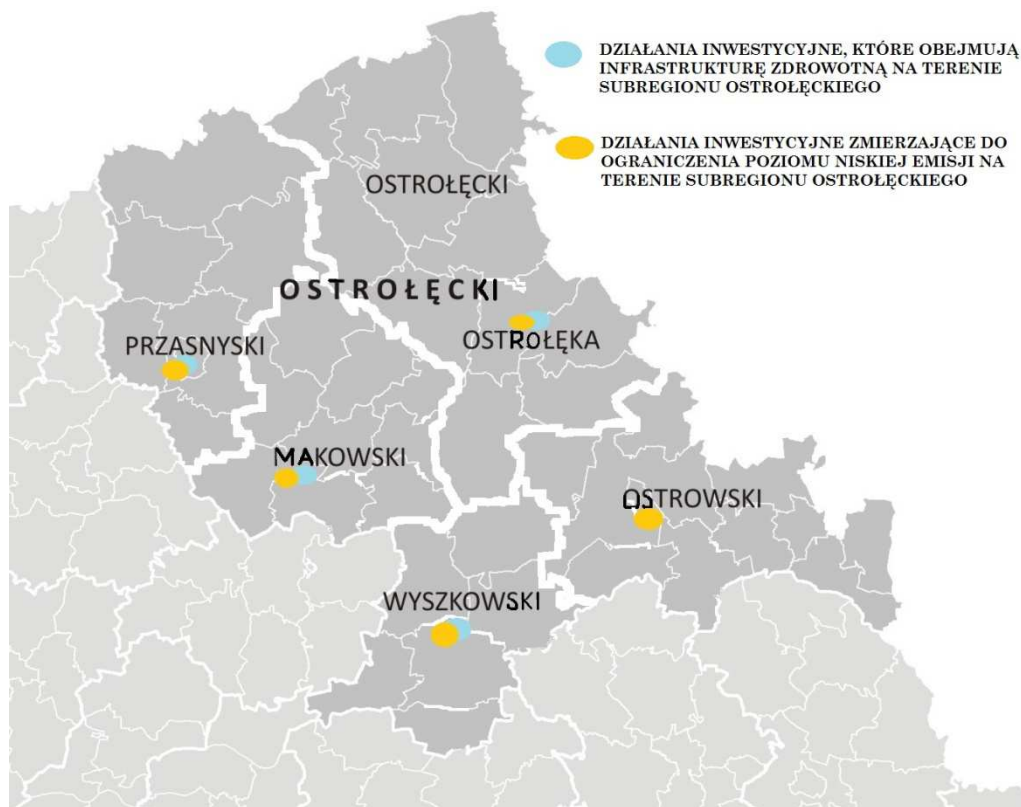 DZIAŁANIA INWESTYCYJNE, KTÓRE OBEJMUJĄ
INFRASTRUKTURĘ ZDROWOTNĄ NA TERENIE
SUBREGIONU OSTROŁĘCKIEGO
DZIAŁANIA INWESTYCYJNE ZMIERZAJĄCE DO
OGRANICZENIA POZIOMU NISKIEJ EMISJI NA
TERENIE SUBREGIONU OSTROŁĘCKIEGO
OSTROŁĘCKI
OSTROŁĘCKI
OSTROŁĘKA
PRZASNYSKI
MAKOWSKI
OSTROWSKI
WYSZKOWSKI